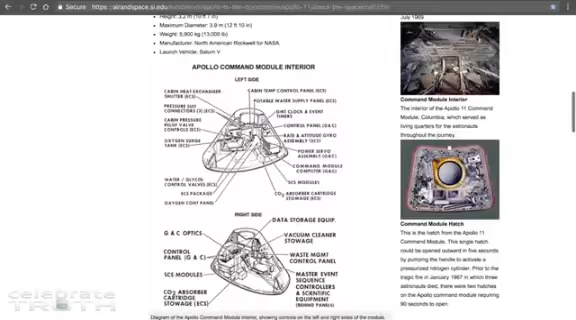 https://airandspace.si.edu
Height: 3.2 m (10 ft 7 in)
Maximum Diameter: 3.9 m (12 ft 10 in)
Weight: 5,900 kg (13,000 lb)
Manufacturer: North American Rockwell for NASA
Launch Vehicle: Saturn V
APOLLO COMMAND MODULE INTERIOR
LEFT SIDE
CABIN HEAT EXCHANGER
SHUTTER (ECS)
PRESSURE SUIT
CONNECTORS (3) (ECS)
CABIN PRESSURE
RELIEF VALVE
CONTROLS (ECS)
OXYGEN SURGE
TANK (ECS)
WATER / GLYCOL
CONTROL VALVES (ECS)
ECS PACKAGE
OXYGEN CONT PANEL
CABIN TEMP CONTROL PANEL (ECS)
POTABLE WATER SUPPLY PANEL (ECS)
GMC CLOCK & EVENT
TIMERS
CONTROL PANEL (G&C)
RATE & ATTITUDE GYRO
ASSEMBLY (SCS)
POWER SERVO
ASSEMBLY (G&C)
COMMAND MODULE
COMPUTER (G&C)
SCS MODULES
CO2 ABSORBER CARTRIDGE
STOWAGE (ECS)
RIGHT SIDE
G & C OPTICS
CONTROL
PANEL (G & C)
SCS MODULES
CO2 ABSORBER
CARTRIDGE
STOWAGE (ECS)
DATA STORAGE EQUIP.
VACUUM CLEANER
STOWAGE
WASTE MGMT
CONTROL PANEL
MASTER EVENT
SEQUENCE
CONTROLLERS
& SCIENTIFIC
EQUIPMENT
(BEHIND PANELS)
Diagram of the Apollo Command Module interior, showing controls on the left and right sides of the module.
July 1969
Command Module Interior
The interior of the Apollo 11 Command
Module, Columbia, which served as
living quarters for the astronauts
throughout the journey.
Command Module Hatch
This is the hatch from the Apollo 11
Command Module. This single hatch
could be opened outward in five seconds
by pumping the handle to activate a
pressurized nitrogen cylinder. Prior to the
tragic fire in January 1967 in which three
astronauts died, there were two hatches
on the Apollo command module requiring
90 seconds to open.
celebrate
TRUTH